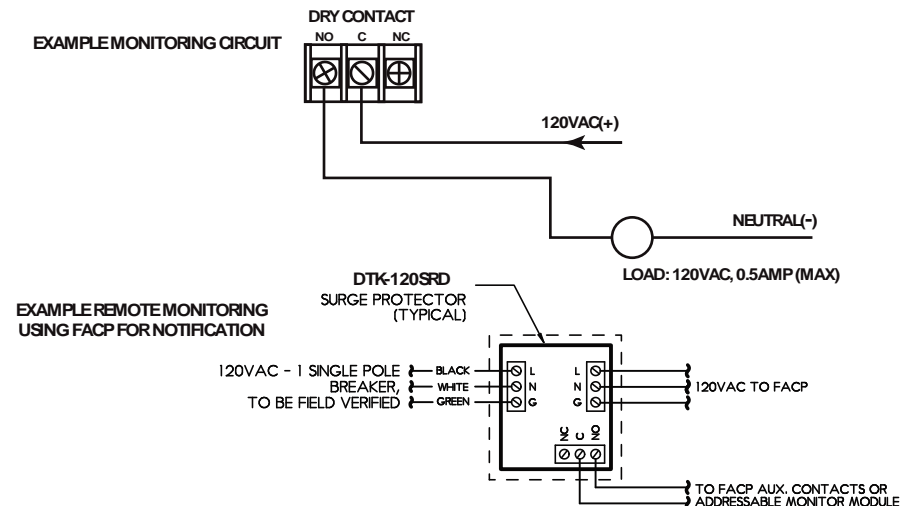 DRY CONTACT
EXAMPLE MONITORING CIRCUIT
NO C NC
120VAC(+)
NEUTRAL(-)
LOAD: 120VAC, 0.5AMP (MAX)
DTK-120SRD
SURGE PROTECTOR
(TYPICAL)
EXAMPLE REMOTE MONITORING
USING FACP FOR NOTIFICATION
120VAC - 1 SINGLE POLE
BREAKER,
TO BE FIELD VERIFIED
BLACK
WHITE
GREEN
L
N
G
L
N
G
120VAC TO FACP
NC
C
NO
TO FACP AUX. CONTACTS OR
ADDRESSABLE MONITOR MODULE